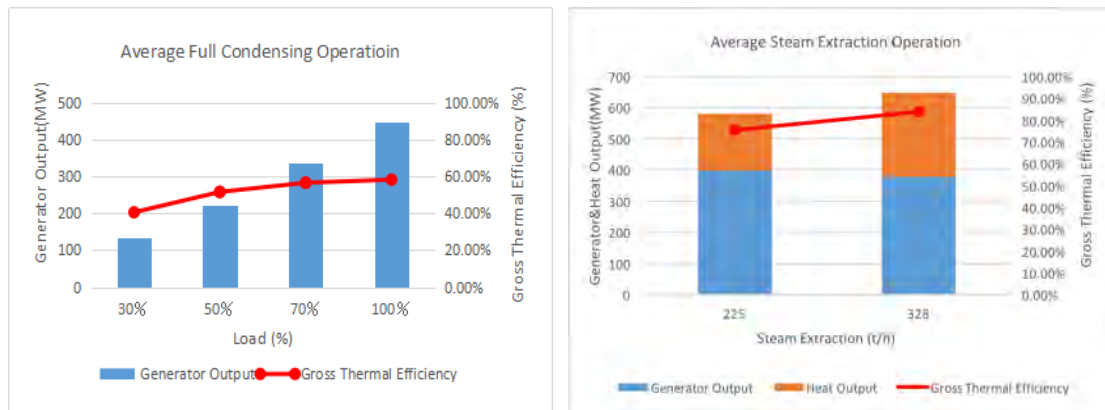 Average Full Condensing Operatioin
Generator Output(MW)
500
400
300
200
100
0
100.00%
80.00%
60.00%
40.00%
20.00%
0.00%
Gross Thermal Efficiency (%)
30% 50% 70% 100%
Load (%)
Generator Output Gross Thermal Efficiency
Average Steam Extraction Operation
Generator&Heat Output(MW)
700
600
500
400
300
200
100
0
100.00%
90.00%
80.00%
70.00%
60.00%
50.00%
40.00%
30.00%
20.00%
10.00%
0.00%
Gross Thermal Efficiency (%)
225 328
Steam Extraction (t/h)
Generator Output Heat Output Gross Thermal Efficiency